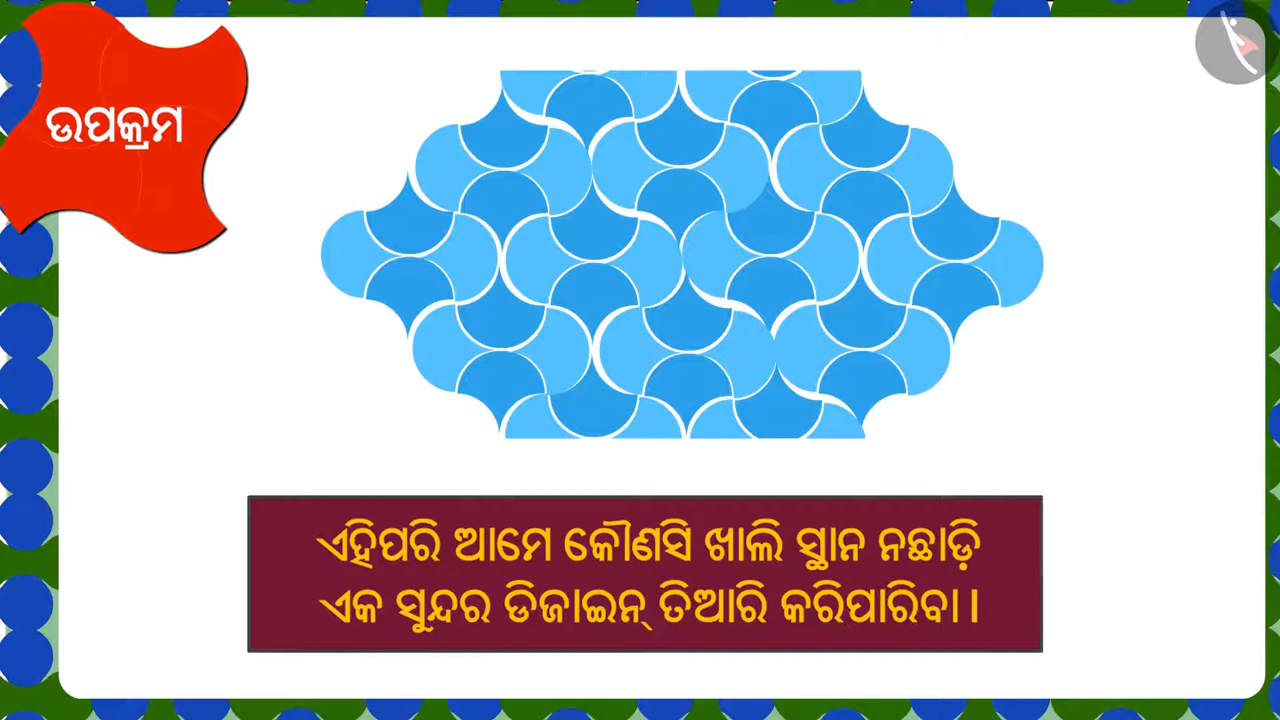 ଉପକ୍ରମ
ଏହିପରି ଆମେ କୌଣସି ଖାଲି ସ୍ଥାନ ନଛାଡ଼ି
ଏକ ସୁନ୍ଦର ଡିଜାଇନ୍ ତିଆରି କରିପାରିବା।